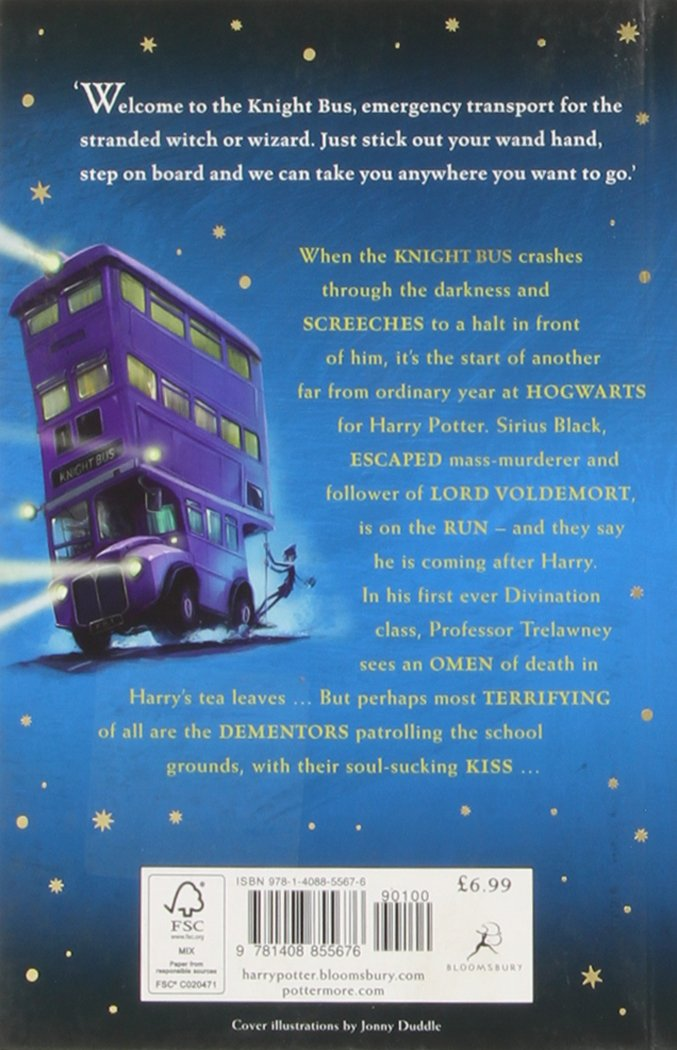 ‘Welcome to the Knight Bus, emergency transport for the
stranded witch or wizard. Just stick out your wand hand,
step on board and we can take you anywhere you want to go.’
When the KNIGHT BUS crashes
through the darkness and
SCREECHES to a halt in front
of him, it's the start of another
far from ordinary year at HOGWARTS
for Harry Potter. Sirius Black,
ESCAPED mass-murderer and
follower of LORD VOLDEMORT,
is on the RUN – and they say
he is coming after Harry.
In his first ever Divination
class, Professor Trelawney
sees an OMEN of death in
Harry's tea leaves ... But perhaps most TERRIFYING
of all are the DEMENTORS patrolling the school
grounds, with their soul-sucking KISS ...
KNIGHT BUS
FSC
www.fsc.org
MIX
Paper from
responsible sources
FSC® C020471
ISBN 978-1-4088-5567-6
90100
9 781408 855676
£6.99
BLOOMSBURY
harrypotter.bloomsbury.com
pottermore.com
Cover illustrations by Jonny Duddle